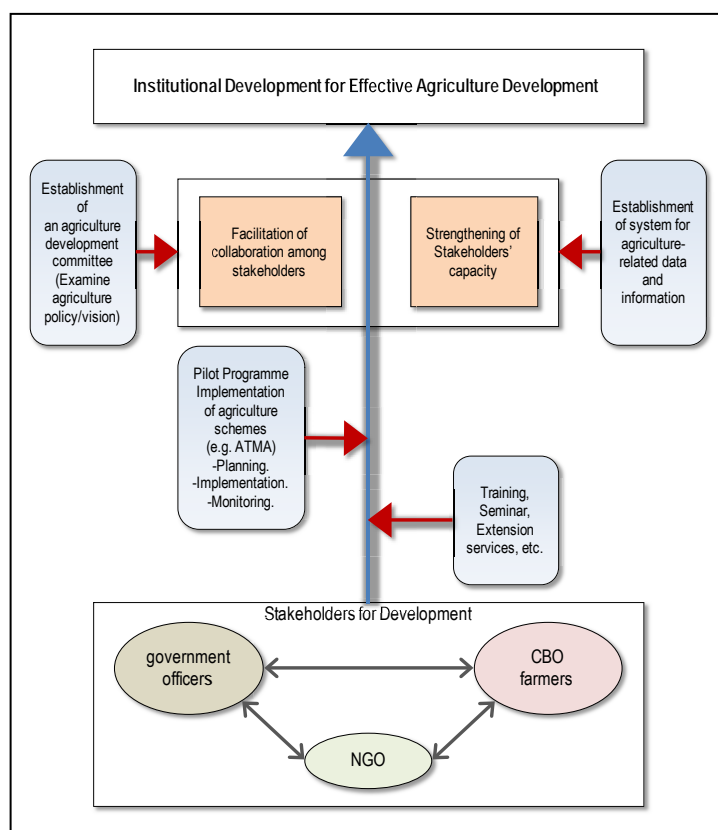 Institutional Development for Effective Agriculture Development
Establishment
of
an agriculture
development
committee
(Examine
agriculture
policy/vision)
Facilitation of
collaboration among
stakeholders
Strengthening of
Stakeholders'
capacity
Establishment
of system for
agriculture-
related data
and
information
Pilot Programme
Implementation
of agriculture
schemes
(e.g. ATMA)
-Planning.
-Implementation.
-Monitoring.
Training,
Seminar,
Extension
services, etc.
Stakeholders for Development
government
officers
CBO
farmers
NGO